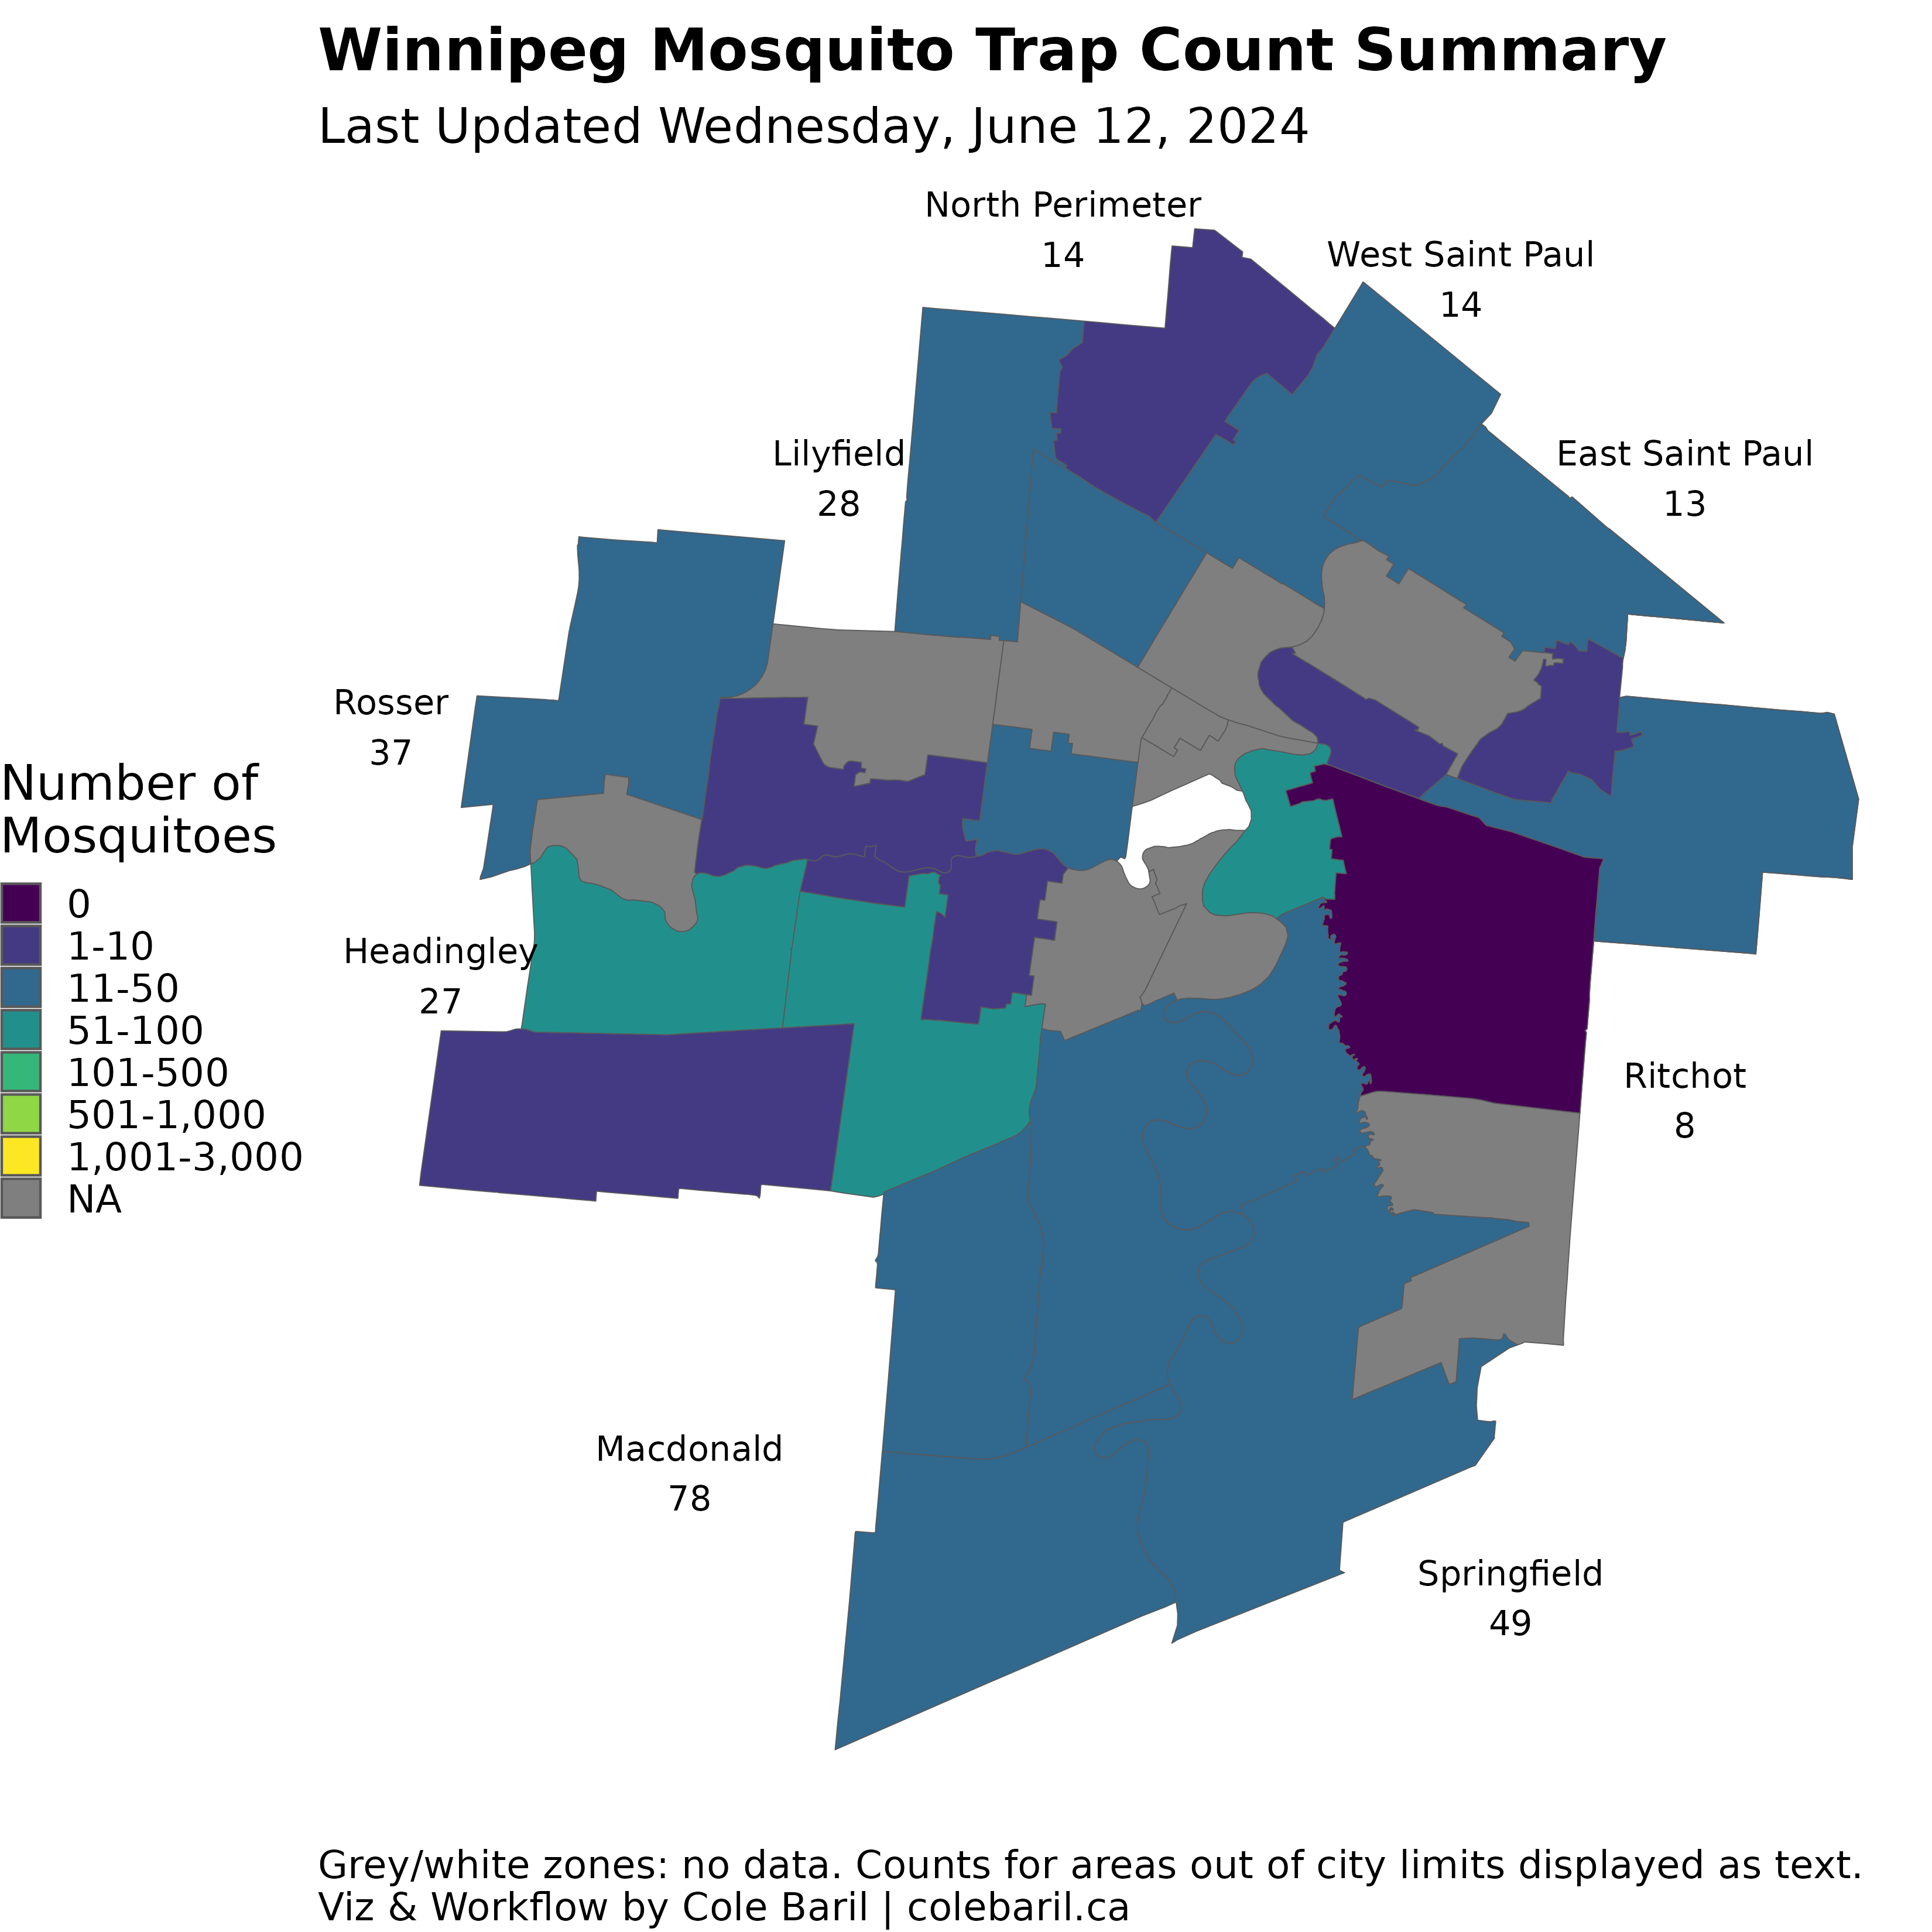 Winnipeg Mosquito Trap Count Summary
Last Updated Wednesday, June 12, 2024
North Perimeter
14
West Saint Paul
14
Lilyfield
28
East Saint Paul
13
Rosser
37
Headingley
27
Ritchot
8
Macdonald
78
Springfield
49
Number of
Mosquitoes
0
1-10
11-50
51-100
101-500
501-1,000
1,001-3,000
NA
Grey/white zones: no data. Counts for areas out of city limits displayed as text.
Viz & Workflow by Cole Baril | colebaril.ca